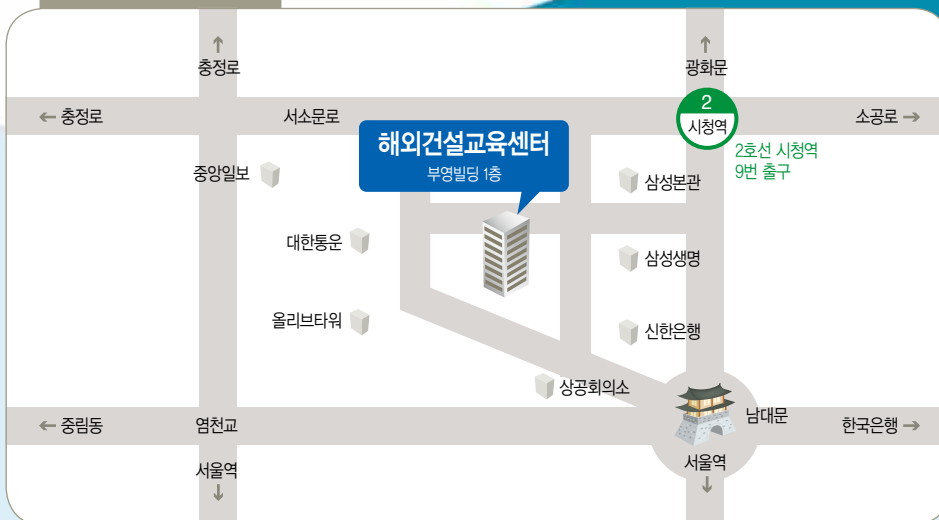 충정로
광화문
충정로
서소문로
2
시청역
소공로
해외건설교육센터
부영빌딩 1층
2호선 시청역
9번 출구
중앙일보
삼성본관
대한통운
삼성생명
올리브타워
신한은행
상공회의소
남대문
중림동
염천교
한국은행
서울역
서울역